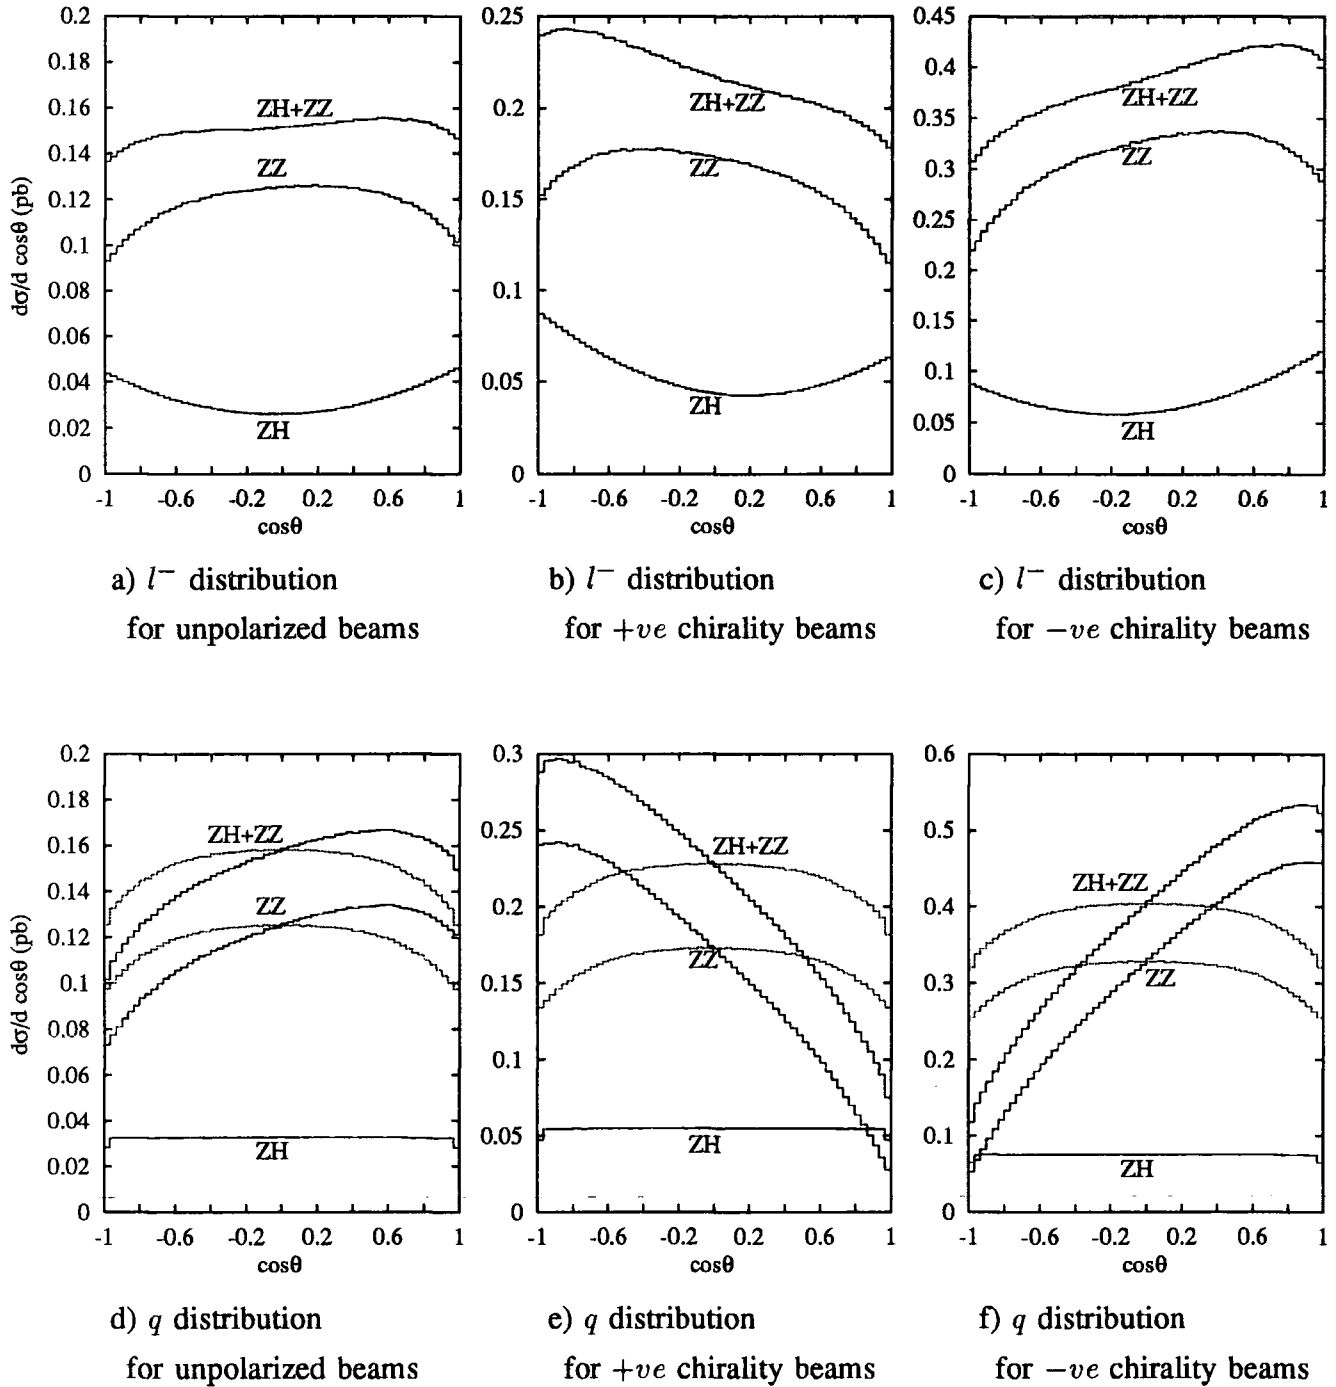 0.2
0.18
0.16
0.14
0.12
0.1
0.08
0.06
0.04
0.02
0
dσ/d cosθ (pb)
ZH+ZZ
ZZ
ZH
-1 -0.6 -0.2 0.2 0.6 1
cosθ
a) l⁻ distribution
for unpolarized beams
0.25
0.2
0.15
0.1
0.05
0
ZH+ZZ
ZZ
ZH
-1 -0.6 -0.2 0.2 0.6 1
cosθ
b) l⁻ distribution
for +ve chirality beams
0.45
0.4
0.35
0.3
0.25
0.2
0.15
0.1
0.05
0
ZH+ZZ
ZZ
ZH
-1 -0.6 -0.2 0.2 0.6 1
cosθ
c) l⁻ distribution
for −ve chirality beams
0.2
0.18
0.16
0.14
0.12
0.1
0.08
0.06
0.04
0.02
0
dσ/d cosθ (pb)
ZH+ZZ
ZZ
ZH
-1 -0.6 -0.2 0.2 0.6 1
cosθ
d) q distribution
for unpolarized beams
0.3
0.25
0.2
0.15
0.1
0.05
0
ZH+ZZ
ZZ
ZH
-1 -0.6 -0.2 0.2 0.6 1
cosθ
e) q distribution
for +ve chirality beams
0.6
0.5
0.4
0.3
0.2
0.1
0
ZH+ZZ
ZZ
ZH
-1 -0.6 -0.2 0.2 0.6 1
cosθ
f) q distribution
for −ve chirality beams